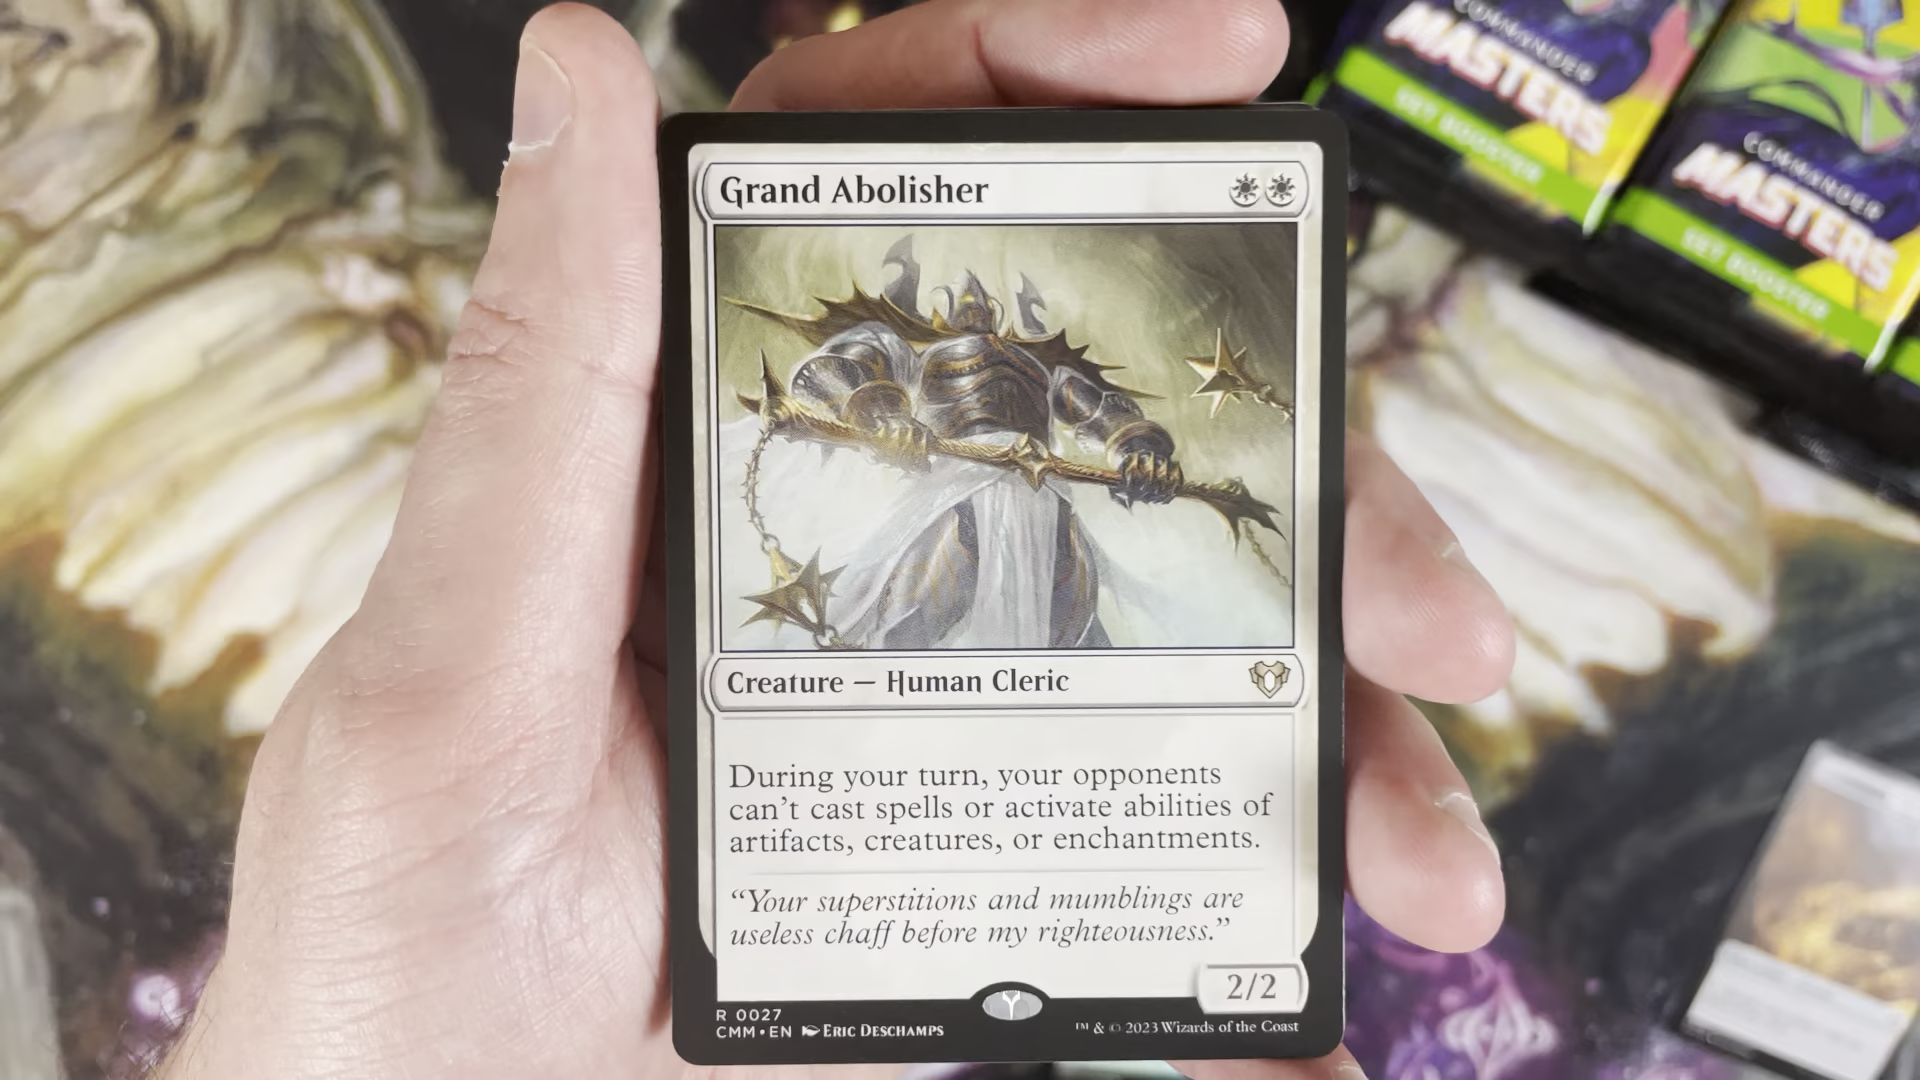 COMMANDER
MASTERS
SET BOOSTER
COMMANDER
MASTERS
SET BOOSTER
Grand Abolisher
Creature — Human Cleric
During your turn, your opponents
can't cast spells or activate abilities of
artifacts, creatures, or enchantments.
“Your superstitions and mumblings are
useless chaff before my righteousness.”
2/2
R 0027
CMM • EN Eric Deschamps
™ & © 2023 Wizards of the Coast